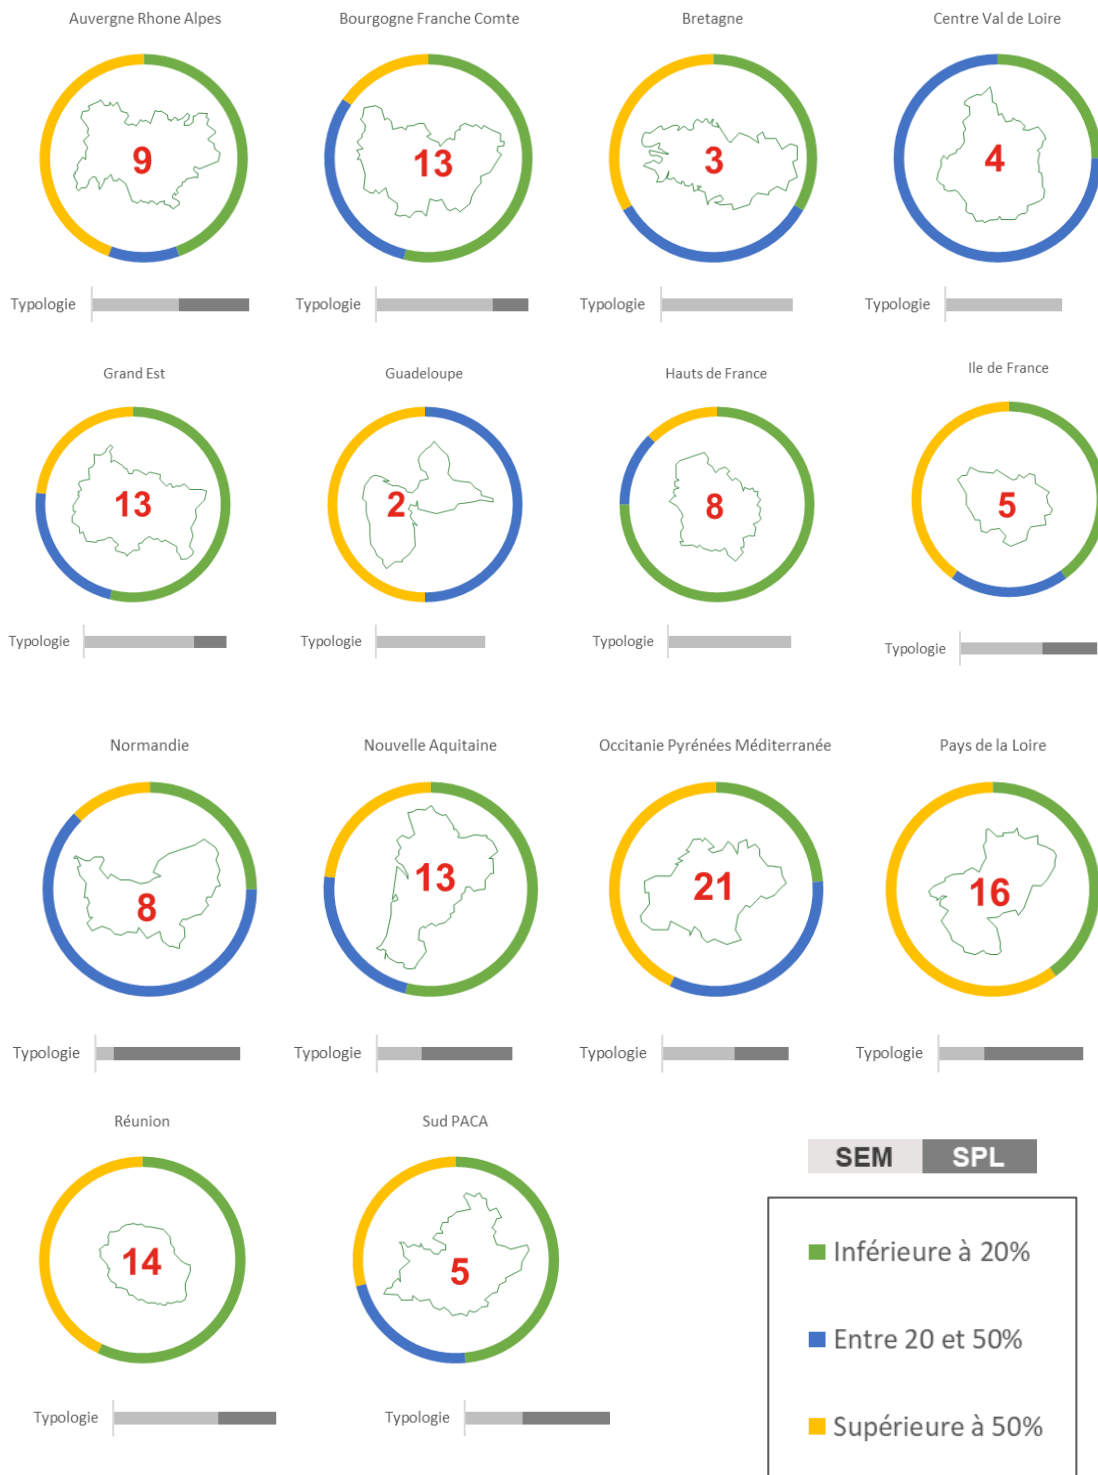 Auvergne Rhone Alpes
Bourgogne Franche Comte
Bretagne
Centre Val de Loire
9
13
3
4
Typologie
Typologie
Typologie
Typologie
Grand Est
Guadeloupe
Hauts de France
Ile de France
13
2
8
5
Typologie
Typologie
Typologie
Typologie
Normandie
Nouvelle Aquitaine
Occitanie Pyrénées Méditerranée
Pays de la Loire
8
13
21
16
Typologie
Typologie
Typologie
Typologie
Réunion
Sud PACA
14
5
Typologie
Typologie
SEM SPL
Inférieure à 20%
Entre 20 et 50%
Supérieure à 50%